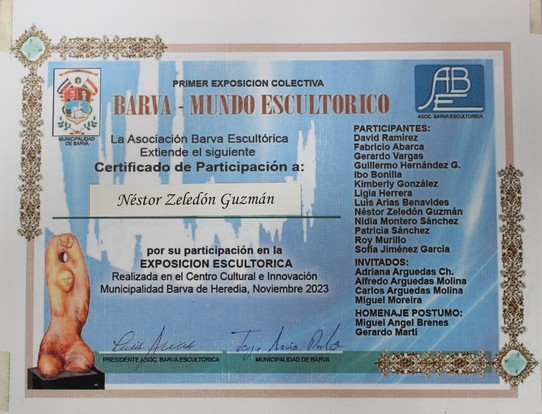 PRIMER EXPOSICION COLECTIVA
BARVA - MUNDO ESCULTORICO
MUNICIPALIDAD
DE BARVA
ABE
ASOC. BARVA ESCULTORICA
La Asociación Barva Escultórica
Extiende el siguiente
Certificado de Participación a:
Néstor Zeledón Guzmán
por su participación en la
EXPOSICION ESCULTORICA
Realizada en el Centro Cultural e Innovación
Municipalidad Barva de Heredia, Noviembre 2023
PRESIDENTE ASOC. BARVA ESCULTORICA
MUNICIPALIDAD DE BARVA
PARTICIPANTES:
David Ramírez
Fabricio Abarca
Gerardo Vargas
Guillermo Hernández G.
Ibo Bonilla
Kimberly González
Ligia Herrera
Luis Arias Benavides
Néstor Zeledón Guzmán
Nidia Montero Sánchez
Patricia Sánchez
Roy Murillo
Sofía Jiménez García
INVITADOS:
Adriana Arguedas Ch.
Alfredo Arguedas Molina
Carlos Arguedas Molina
Miguel Moreira
HOMENAJE POSTUMO:
Miguel Angel Brenes
Gerardo Martí